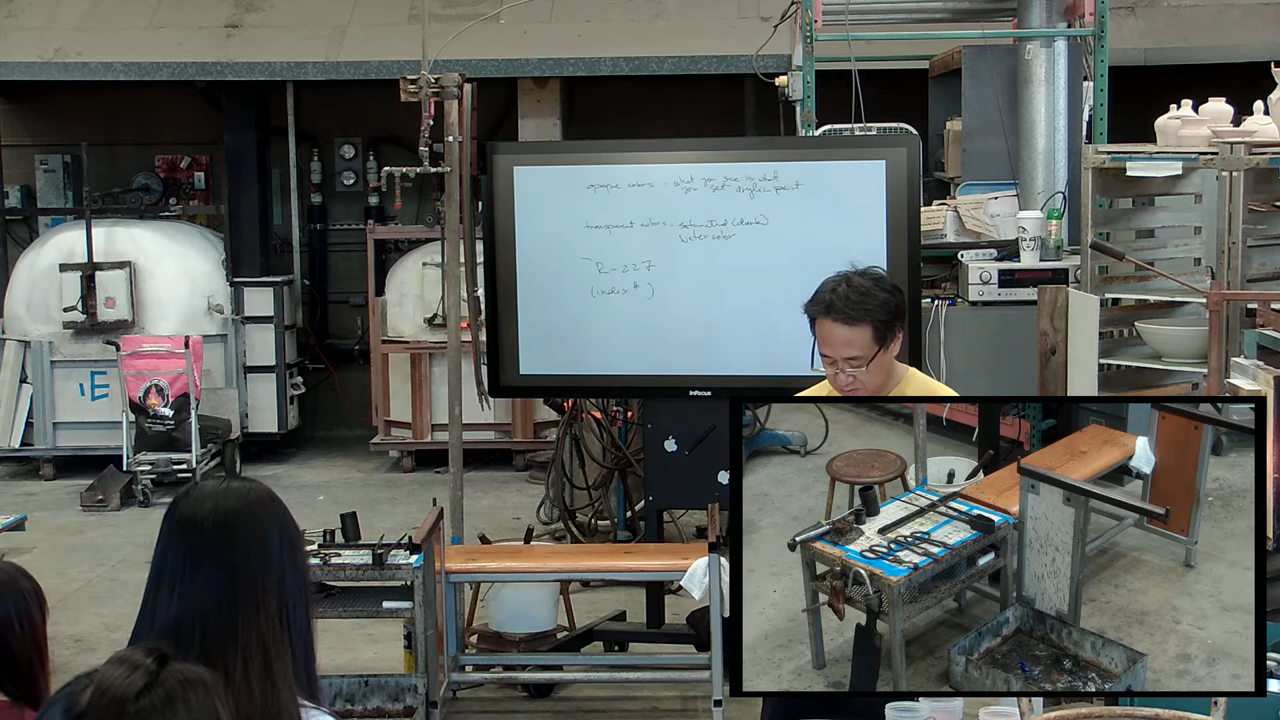 opaque colors - what you see is what
you get acrylic paint
transparent colors - saturated
Water color
R-227
(index #)
InFocus